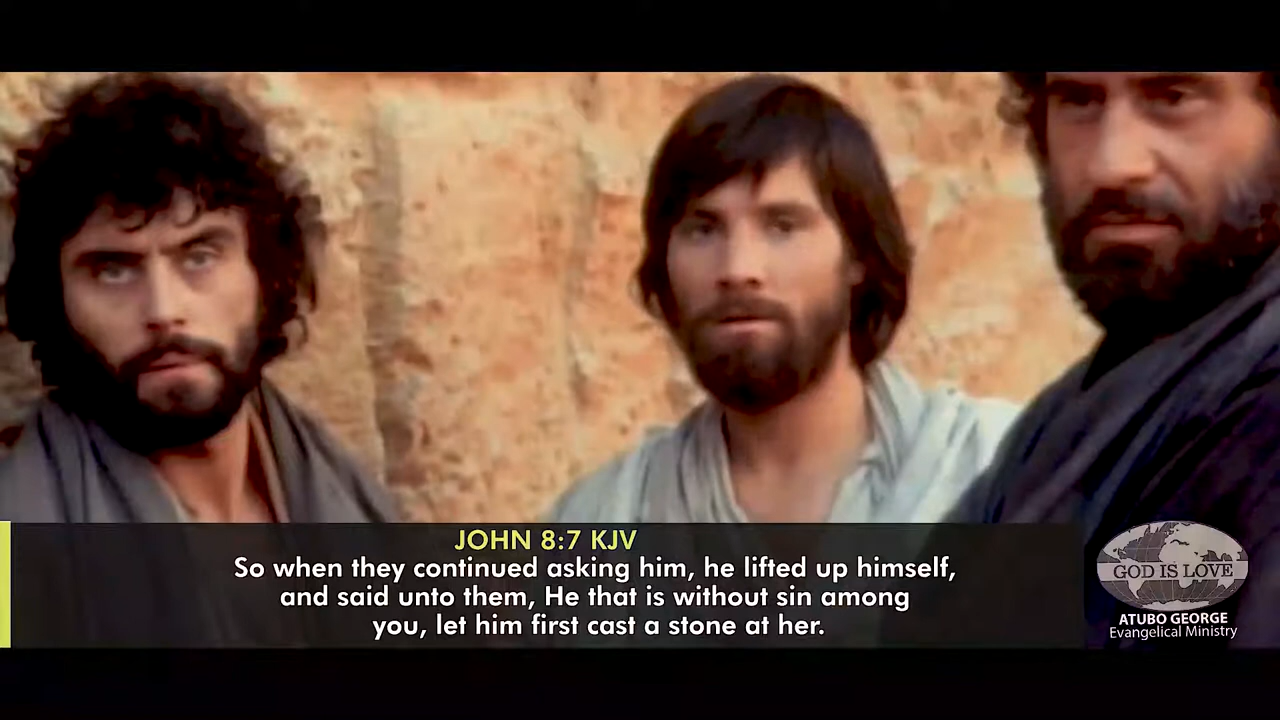 JOHN 8:7 KJV
So when they continued asking him, he lifted up himself,
and said unto them, He that is without sin among
you, let him first cast a stone at her.
GOD IS LOVE
ATUBO GEORGE
Evangelical Ministry